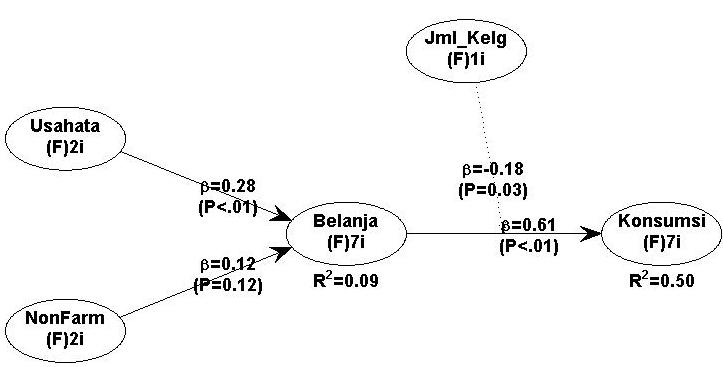 Jml_Kelg
(F)1i
Usahata
(F)2i
β=-0.18
(P=0.03)
β=0.28
(P<.01)
Belanja
(F)7i
R²=0.09
β=0.61
(P<.01)
Konsumsi
(F)7i
R²=0.50
β=0.12
(P=0.12)
NonFarm
(F)2i